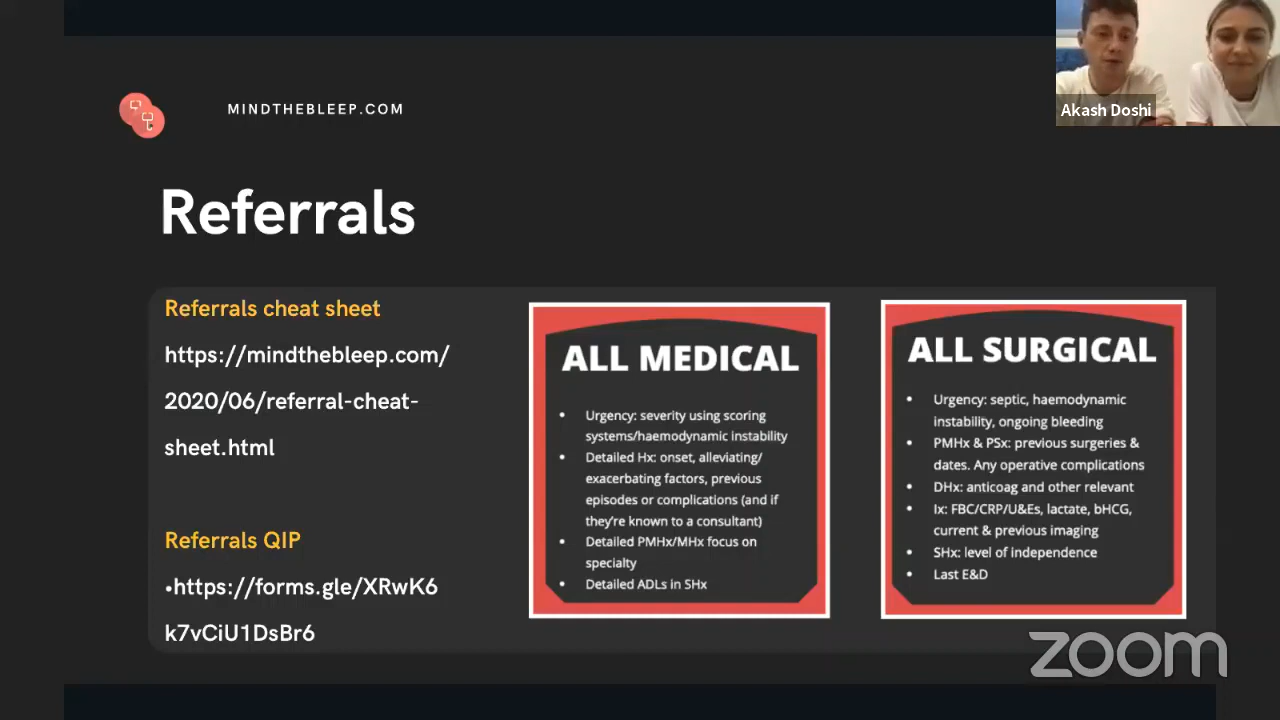 MINDTHEBLEEP.COM
Akash Doshi
Referrals
Referrals cheat sheet
https://mindthebleep.com/
2020/06/referral-cheat-
sheet.html
Referrals QIP
•https://forms.gle/XRwK6
k7vCiU1DsBr6
ALL MEDICAL
• Urgency: severity using scoring
systems/haemodynamic instability
• Detailed Hx: onset, alleviating/
exacerbating factors, previous
episodes or complications (and if
they're known to a consultant)
• Detailed PMHx/MHx focus on
specialty
• Detailed ADLs in SHx
ALL SURGICAL
• Urgency: septic, haemodynamic
instability, ongoing bleeding
• PMHx & PSx: previous surgeries &
dates. Any operative complications
• DHx: anticoag and other relevant
• Ix: FBC/CRP/U&Es, lactate, bHCG,
current & previous imaging
• SHx: level of independence
• Last E&D
zoom